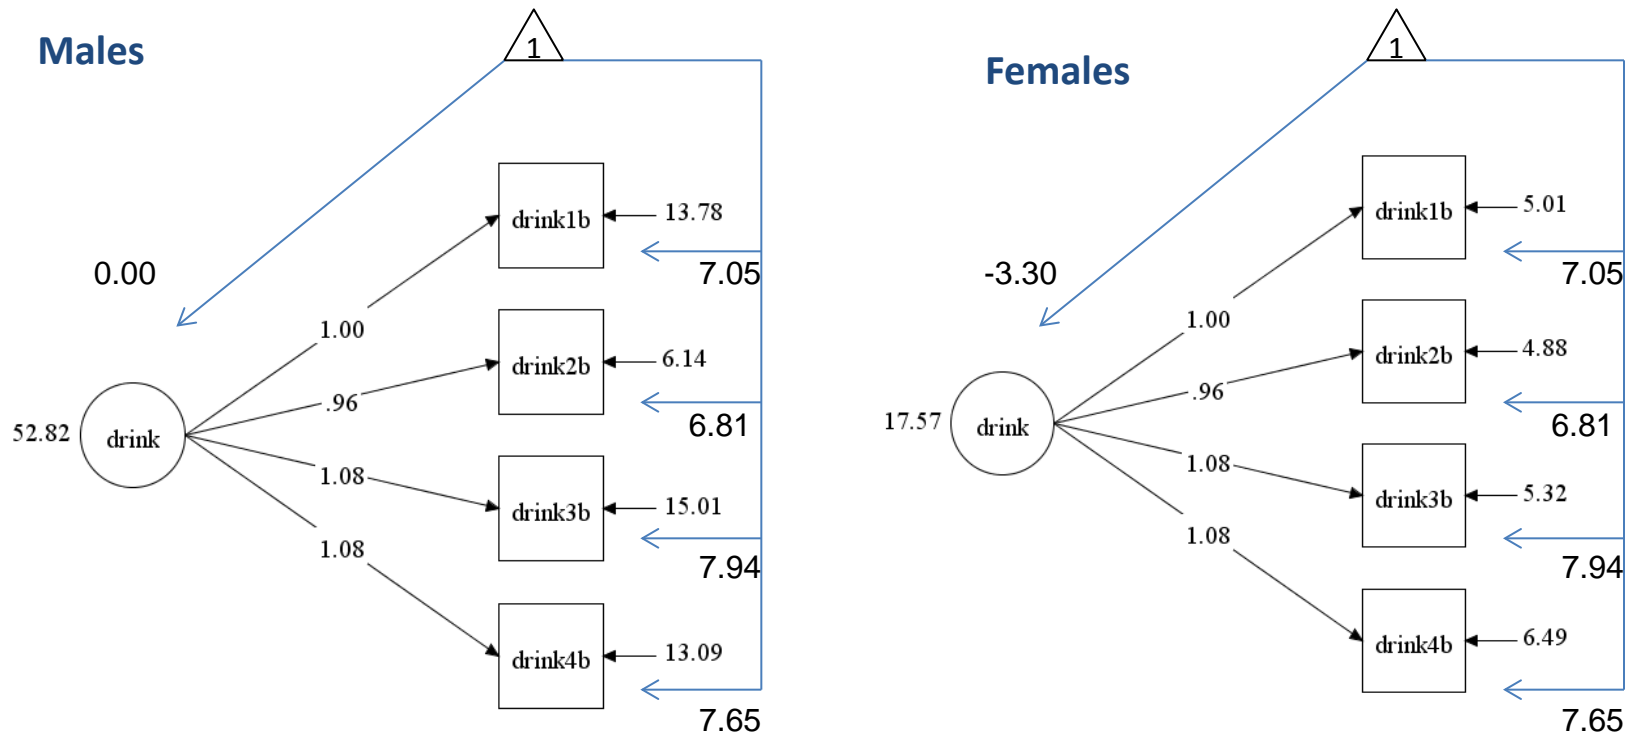 Males
1
0.00
52.82
drink
1.00
.96
1.08
1.08
drink1b
13.78
7.05
drink2b
6.14
6.81
drink3b
15.01
7.94
drink4b
13.09
7.65
Females
1
-3.30
17.57
drink
1.00
.96
1.08
1.08
drink1b
5.01
7.05
drink2b
4.88
6.81
drink3b
5.32
7.94
drink4b
6.49
7.65